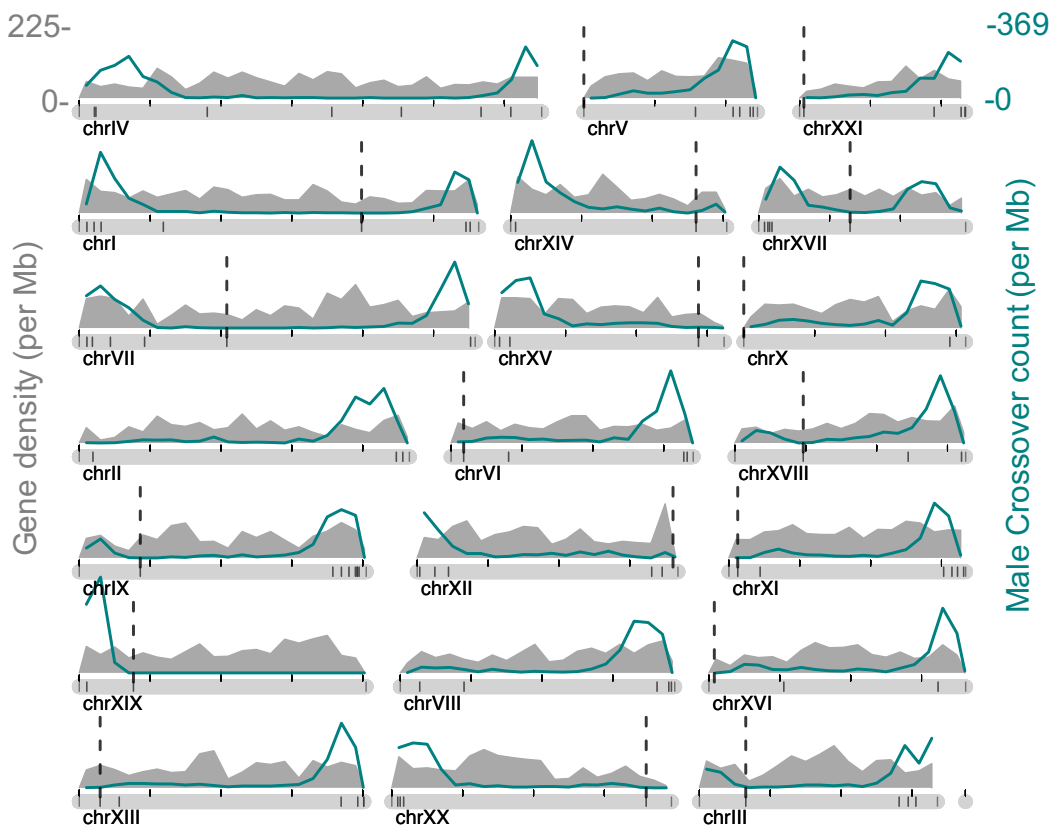 225-
-369
0-
-0
chrIV
chrV
chrXXI
chrI
chrXIV
chrXVII
chrVII
chrXV
chrX
chrII
chrVI
chrXVIII
chrIX
chrXII
chrXI
chrXIX
chrVIII
chrXVI
chrXIII
chrXX
chrIII
Gene density (per Mb)
Male Crossover count (per Mb)